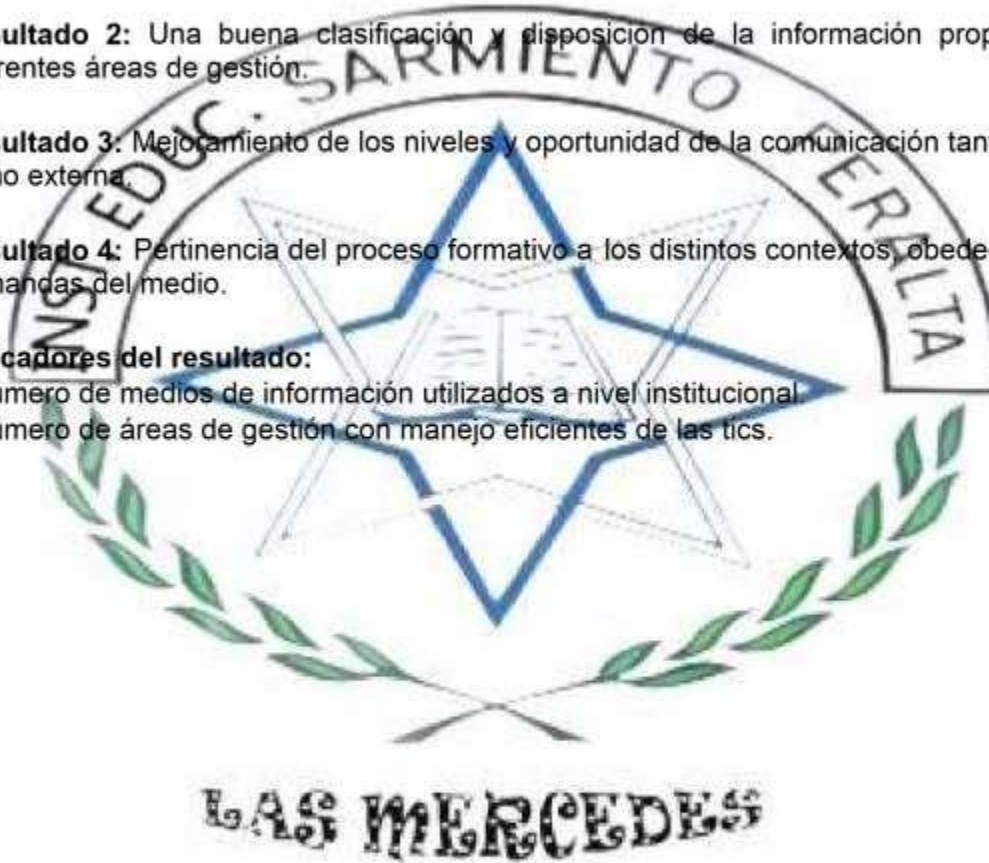 ultado 2: Una buena clasificación y disposición de la información prop
rentes áreas de gestión.
ultado 3: Mejoramiento de los niveles y oportunidad de la comunicación tan
no externa.
ultado 4: Pertinencia del proceso formativo a los distintos contextos, obede
nandas del medio.
cadores del resultado:
úmero de medios de información utilizados a nivel institucional.
úmero de áreas de gestión con manejo eficientes de las tics.
INST EDUC. SARMIENTO PERALTA
LAS MERCEDES